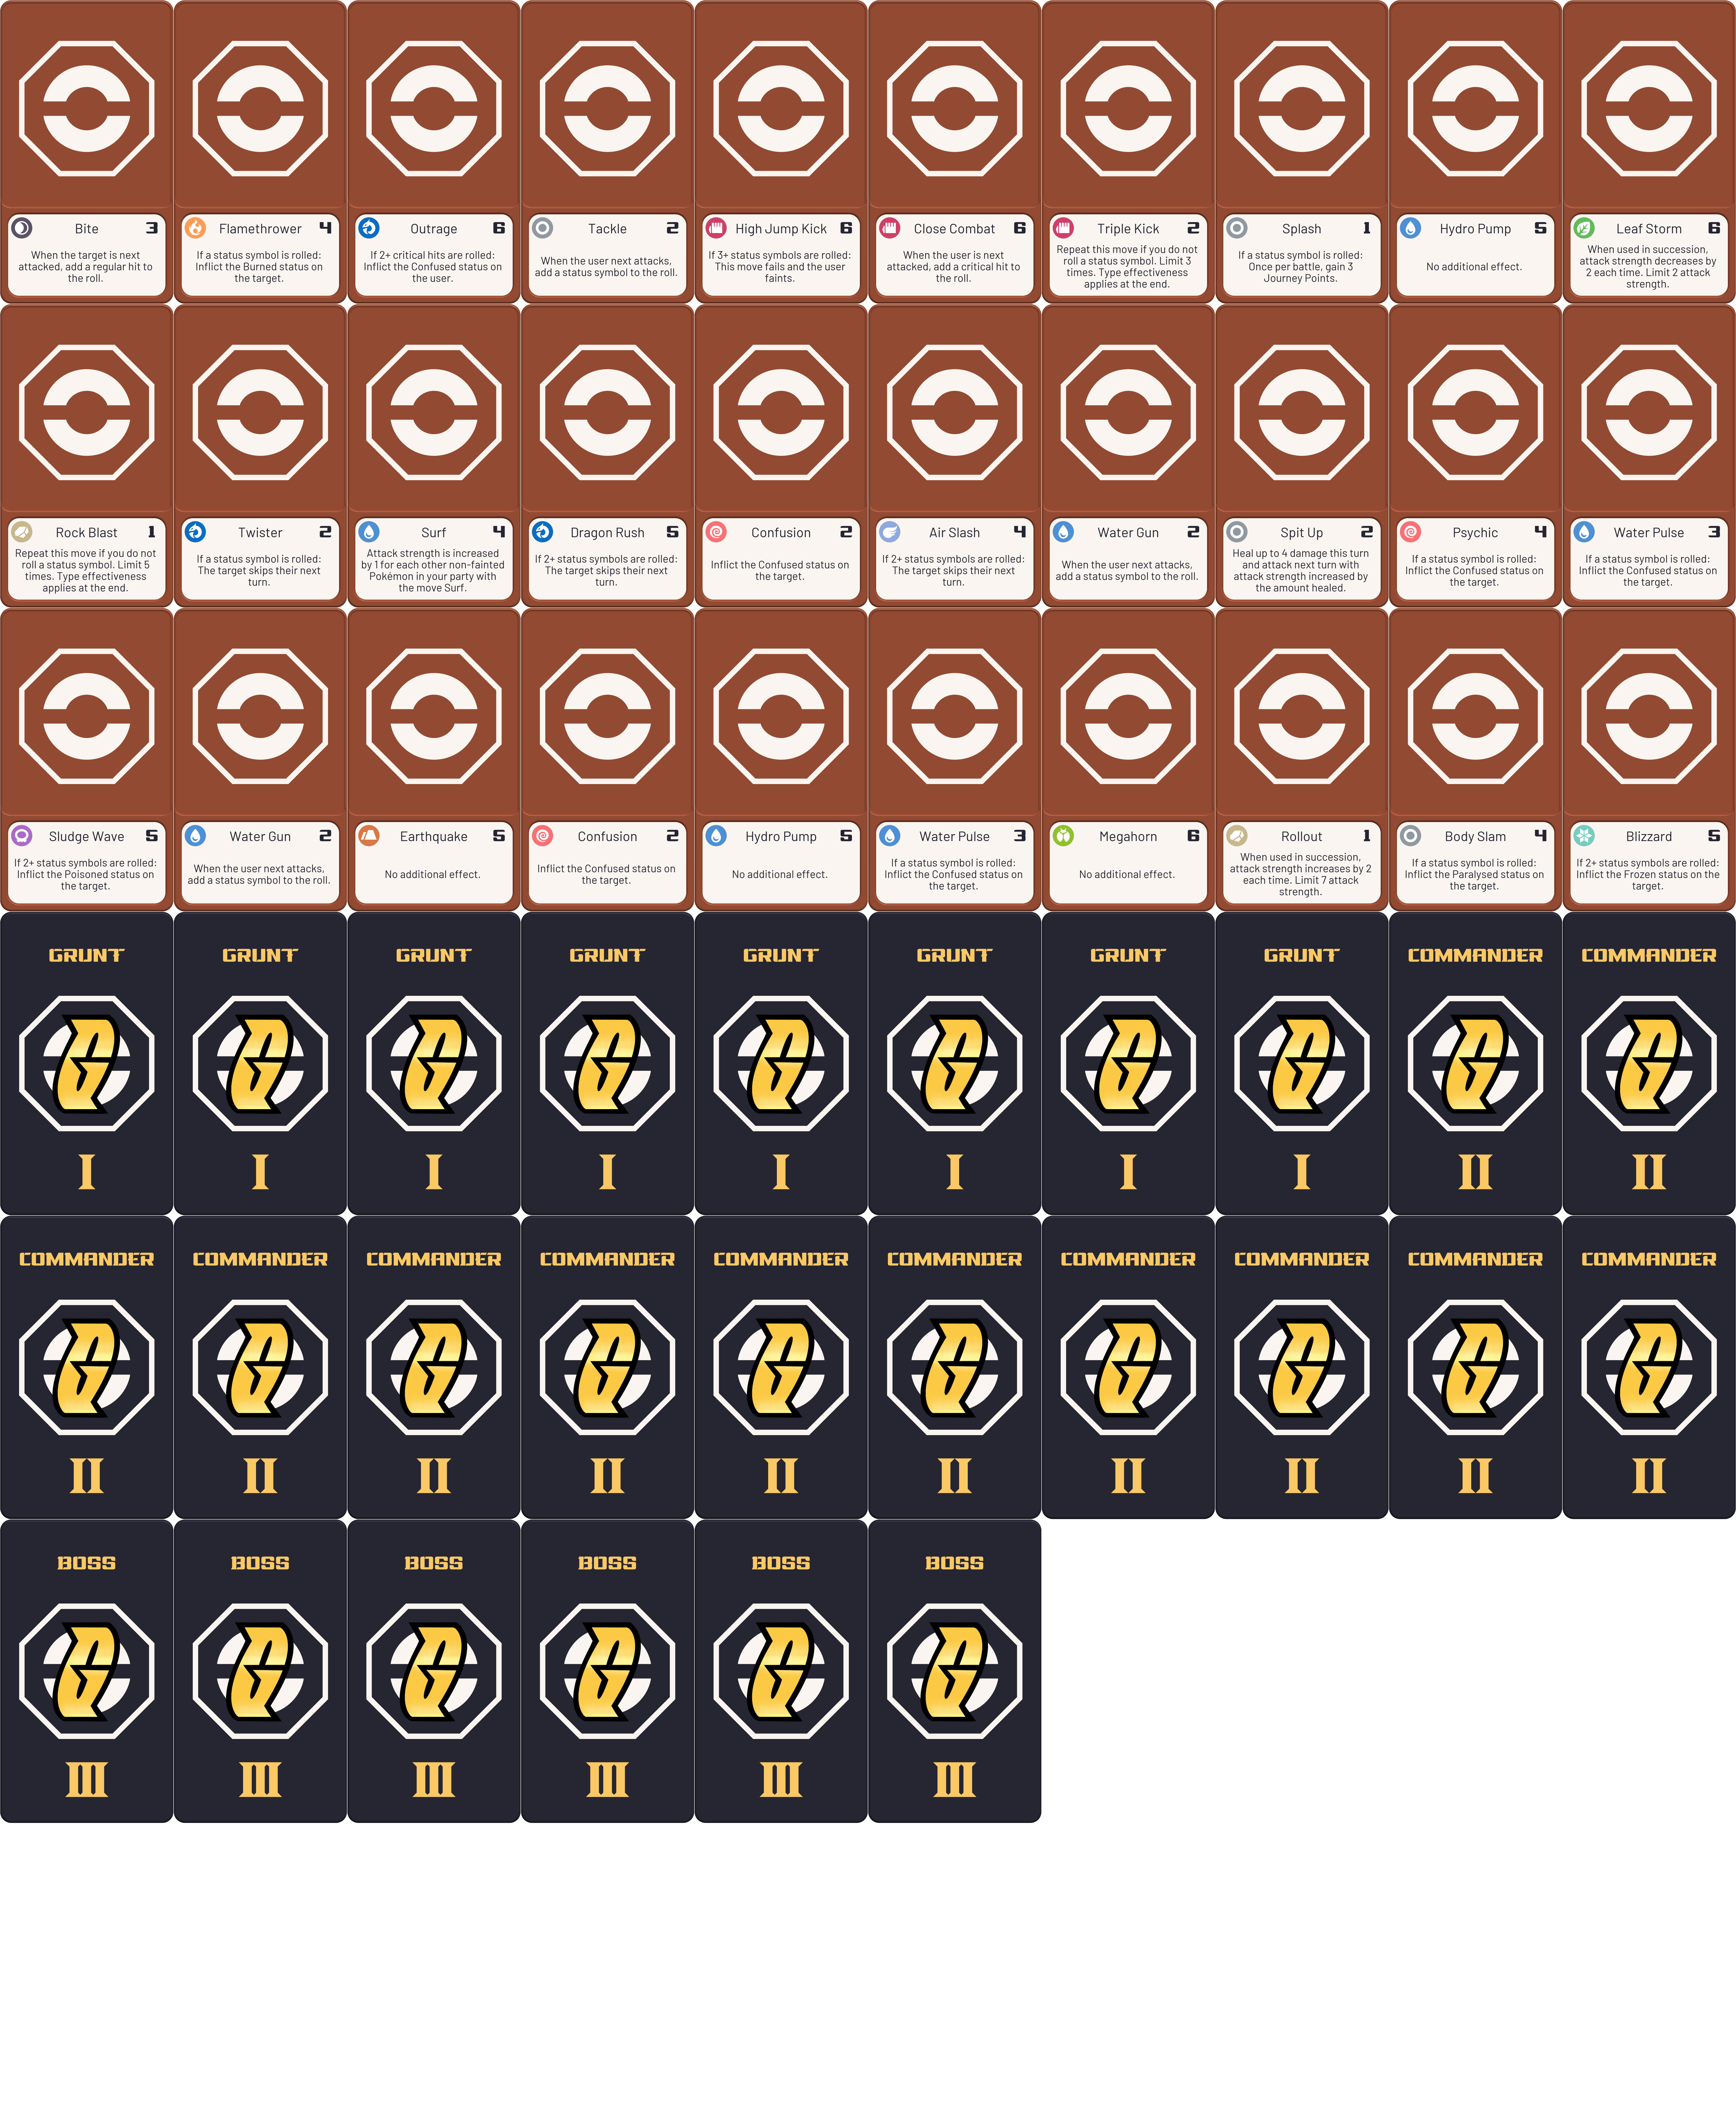 Bite 3
When the target is next
attacked, add a regular hit to
the roll.
Flamethrower 4
If a status symbol is rolled:
Inflict the Burned status on
the target.
Outrage 6
If 2+ critical hits are rolled:
Inflict the Confused status on
the user.
Tackle 2
When the user next attacks,
add a status symbol to the roll.
High Jump Kick 6
If 3+ status symbols are rolled:
This move fails and the user
faints.
Close Combat 6
When the user is next
attacked, add a critical hit to
the roll.
Triple Kick 2
Repeat this move if you do not
roll a status symbol. Limit 3
times. Type effectiveness
applies at the end.
Splash 1
If a status symbol is rolled:
Once per battle, gain 3
Journey Points.
Hydro Pump 5
No additional effect.
Leaf Storm 6
When used in succession,
attack strength decreases by
2 each time. Limit 2 attack
strength.
Rock Blast 1
Repeat this move if you do not
roll a status symbol. Limit 5
times. Type effectiveness
applies at the end.
Twister 2
If a status symbol is rolled:
The target skips their next
turn.
Surf 4
Attack strength is increased
by 1 for each other non-fainted
Pokémon in your party with
the move Surf.
Dragon Rush 5
If 2+ status symbols are rolled:
The target skips their next
turn.
Confusion 2
Inflict the Confused status on
the target.
Air Slash 4
If 2+ status symbols are rolled:
The target skips their next
turn.
Water Gun 2
When the user next attacks,
add a status symbol to the roll.
Spit Up 2
Heal up to 4 damage this turn
and attack next turn with
attack strength increased by
the amount healed.
Psychic 4
If a status symbol is rolled:
Inflict the Confused status on
the target.
Water Pulse 3
If a status symbol is rolled:
Inflict the Confused status on
the target.
Sludge Wave 5
If 2+ status symbols are rolled:
Inflict the Poisoned status on
the target.
Water Gun 2
When the user next attacks,
add a status symbol to the roll.
Earthquake 5
No additional effect.
Confusion 2
Inflict the Confused status on
the target.
Hydro Pump 5
No additional effect.
Water Pulse 3
If a status symbol is rolled:
Inflict the Confused status on
the target.
Megahorn 6
No additional effect.
Rollout 1
When used in succession,
attack strength increases by 2
each time. Limit 7 attack
strength.
Body Slam 4
If a status symbol is rolled:
Inflict the Paralysed status on
the target.
Blizzard 5
If 2+ status symbols are rolled:
Inflict the Frozen status on the
target.
GRUNT GRUNT GRUNT GRUNT GRUNT GRUNT GRUNT GRUNT COMMANDER COMMANDER
G G G G G G G G G G
I I I I I I I I II II
COMMANDER COMMANDER COMMANDER COMMANDER COMMANDER COMMANDER COMMANDER COMMANDER COMMANDER COMMANDER
G G G G G G G G G G
II II II II II II II II II II
BOSS BOSS BOSS BOSS BOSS BOSS
G G G G G G
III III III III III III